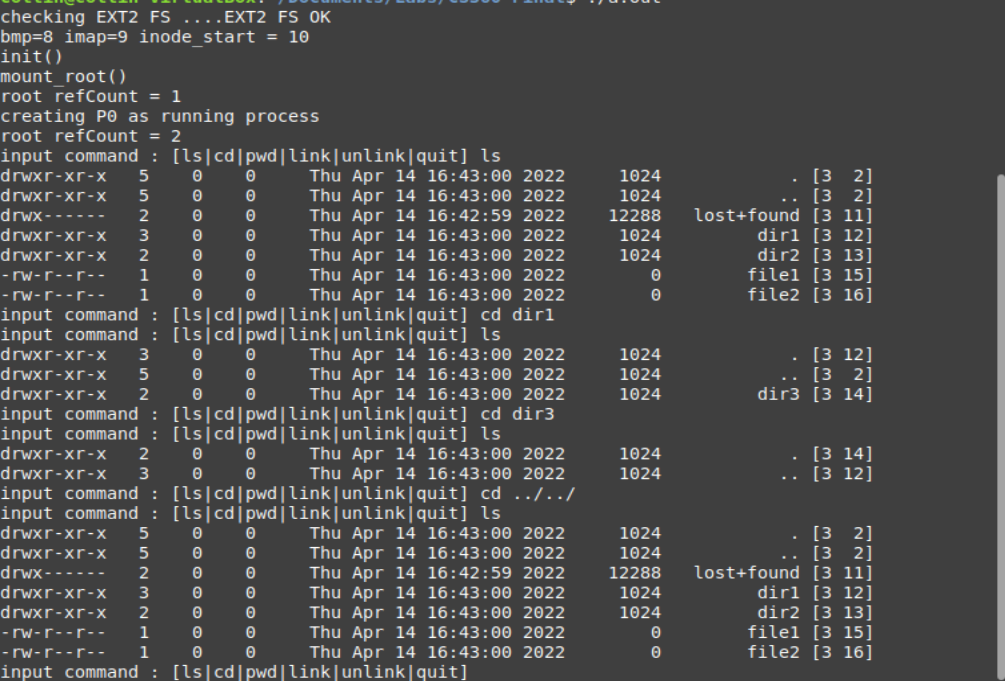 checking EXT2 FS ....EXT2 FS OK
bmp=8 imap=9 inode_start = 10
init()
mount_root()
root refCount = 1
creating P0 as running process
root refCount = 2
input command : [ls|cd|pwd|link|unlink|quit] ls
drwxr-xr-x   5    0    0     Thu Apr 14 16:43:00 2022     1024            . [3  2]
drwxr-xr-x   5    0    0     Thu Apr 14 16:43:00 2022     1024           .. [3  2]
drwx------   2    0    0     Thu Apr 14 16:42:59 2022    12288   lost+found [3 11]
drwxr-xr-x   3    0    0     Thu Apr 14 16:43:00 2022     1024         dir1 [3 12]
drwxr-xr-x   2    0    0     Thu Apr 14 16:43:00 2022     1024         dir2 [3 13]
-rw-r--r--   1    0    0     Thu Apr 14 16:43:00 2022        0        file1 [3 15]
-rw-r--r--   1    0    0     Thu Apr 14 16:43:00 2022        0        file2 [3 16]
input command : [ls|cd|pwd|link|unlink|quit] cd dir1
input command : [ls|cd|pwd|link|unlink|quit] ls
drwxr-xr-x   3    0    0     Thu Apr 14 16:43:00 2022     1024            . [3 12]
drwxr-xr-x   5    0    0     Thu Apr 14 16:43:00 2022     1024           .. [3  2]
drwxr-xr-x   2    0    0     Thu Apr 14 16:43:00 2022     1024         dir3 [3 14]
input command : [ls|cd|pwd|link|unlink|quit] cd dir3
input command : [ls|cd|pwd|link|unlink|quit] ls
drwxr-xr-x   2    0    0     Thu Apr 14 16:43:00 2022     1024            . [3 14]
drwxr-xr-x   3    0    0     Thu Apr 14 16:43:00 2022     1024           .. [3 12]
input command : [ls|cd|pwd|link|unlink|quit] cd ../../
input command : [ls|cd|pwd|link|unlink|quit] ls
drwxr-xr-x   5    0    0     Thu Apr 14 16:43:00 2022     1024            . [3  2]
drwxr-xr-x   5    0    0     Thu Apr 14 16:43:00 2022     1024           .. [3  2]
drwx------   2    0    0     Thu Apr 14 16:42:59 2022    12288   lost+found [3 11]
drwxr-xr-x   3    0    0     Thu Apr 14 16:43:00 2022     1024         dir1 [3 12]
drwxr-xr-x   2    0    0     Thu Apr 14 16:43:00 2022     1024         dir2 [3 13]
-rw-r--r--   1    0    0     Thu Apr 14 16:43:00 2022        0        file1 [3 15]
-rw-r--r--   1    0    0     Thu Apr 14 16:43:00 2022        0        file2 [3 16]
input command : [ls|cd|pwd|link|unlink|quit]